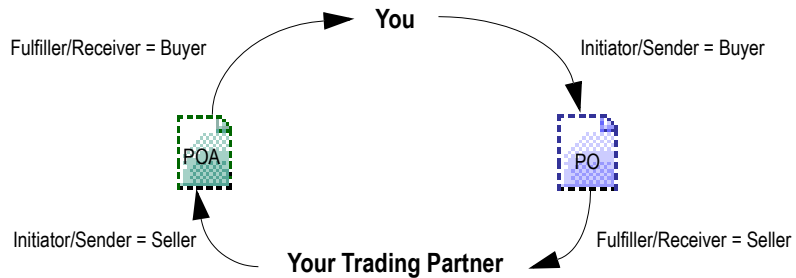 You
Fulfiller/Receiver = Buyer
Initiator/Sender = Buyer
POA
PO
Initiator/Sender = Seller
Fulfiller/Receiver = Seller
Your Trading Partner